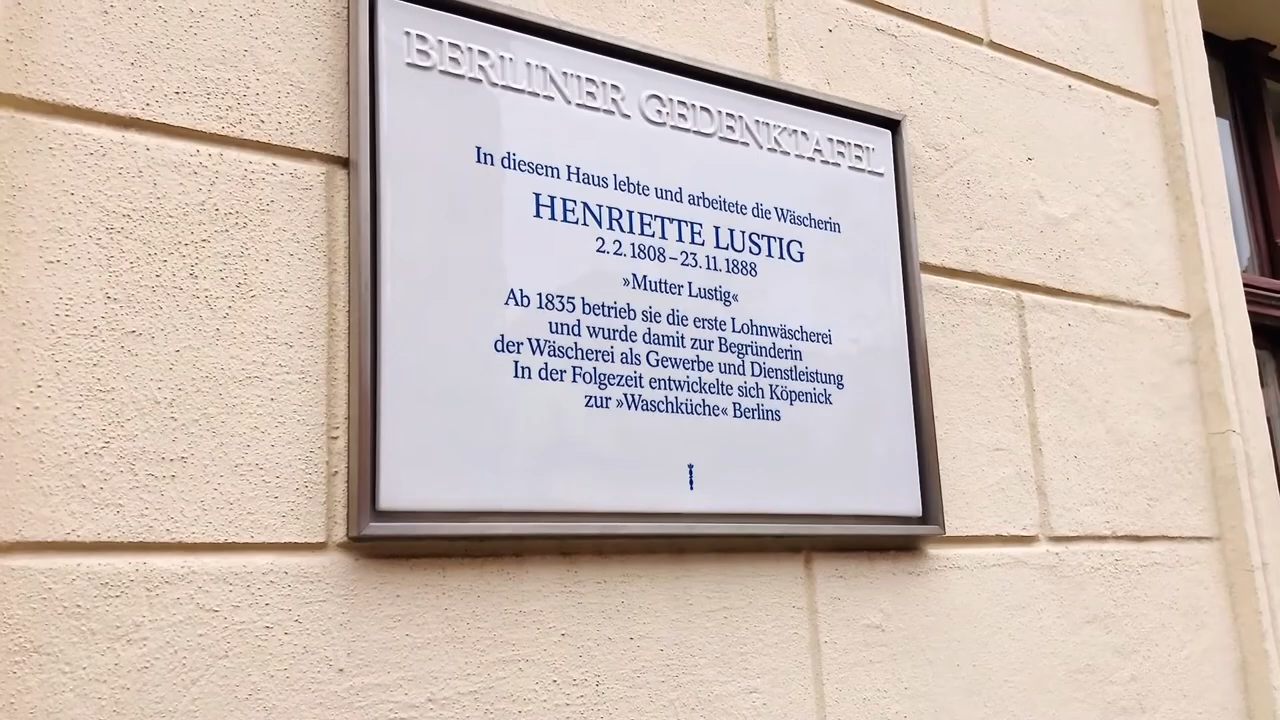 BERLINER GEDENKTAFEL
In diesem Haus lebte und arbeitete die Wäscherin
HENRIETTE LUSTIG
2. 2. 1808 – 23. 11. 1888
»Mutter Lustig«
Ab 1835 betrieb sie die erste Lohnwäscherei
und wurde damit zur Begründerin
der Wäscherei als Gewerbe und Dienstleistung
In der Folgezeit entwickelte sich Köpenick
zur »Waschküche« Berlins